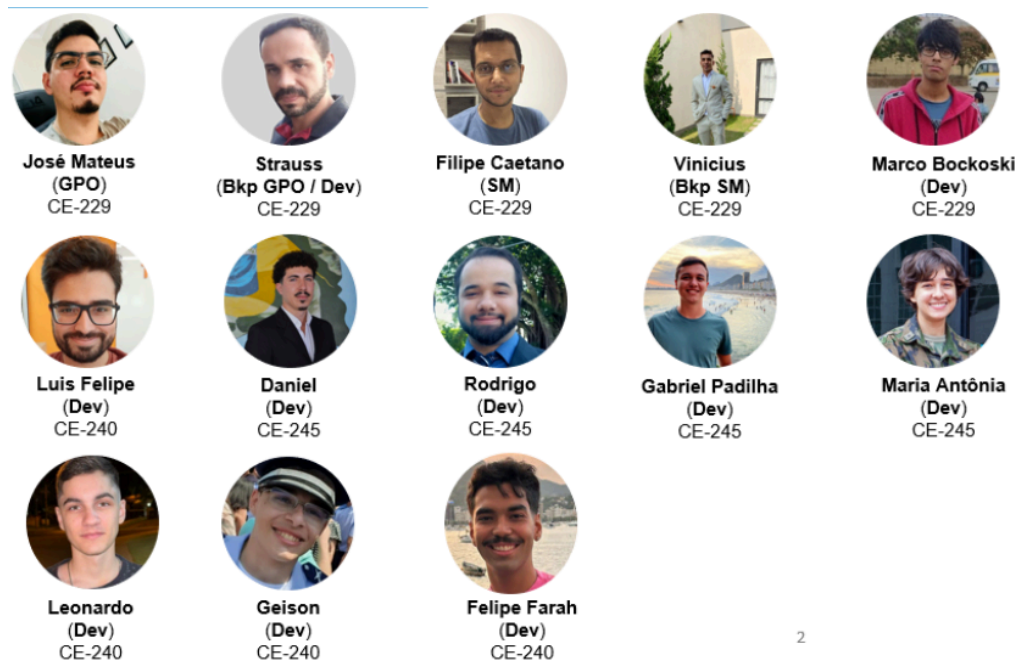 José Mateus
(GPO)
CE-229
Strauss
(Bkp GPO / Dev)
CE-229
Filipe Caetano
(SM)
CE-229
Vinicius
(Bkp SM)
CE-229
Marco Bockoski
(Dev)
CE-229
Luis Felipe
(Dev)
CE-240
Daniel
(Dev)
CE-245
Rodrigo
(Dev)
CE-245
Gabriel Padilha
(Dev)
CE-245
Maria Antônia
(Dev)
CE-245
Leonardo
(Dev)
CE-240
Geison
(Dev)
CE-240
Felipe Farah
(Dev)
CE-240
2